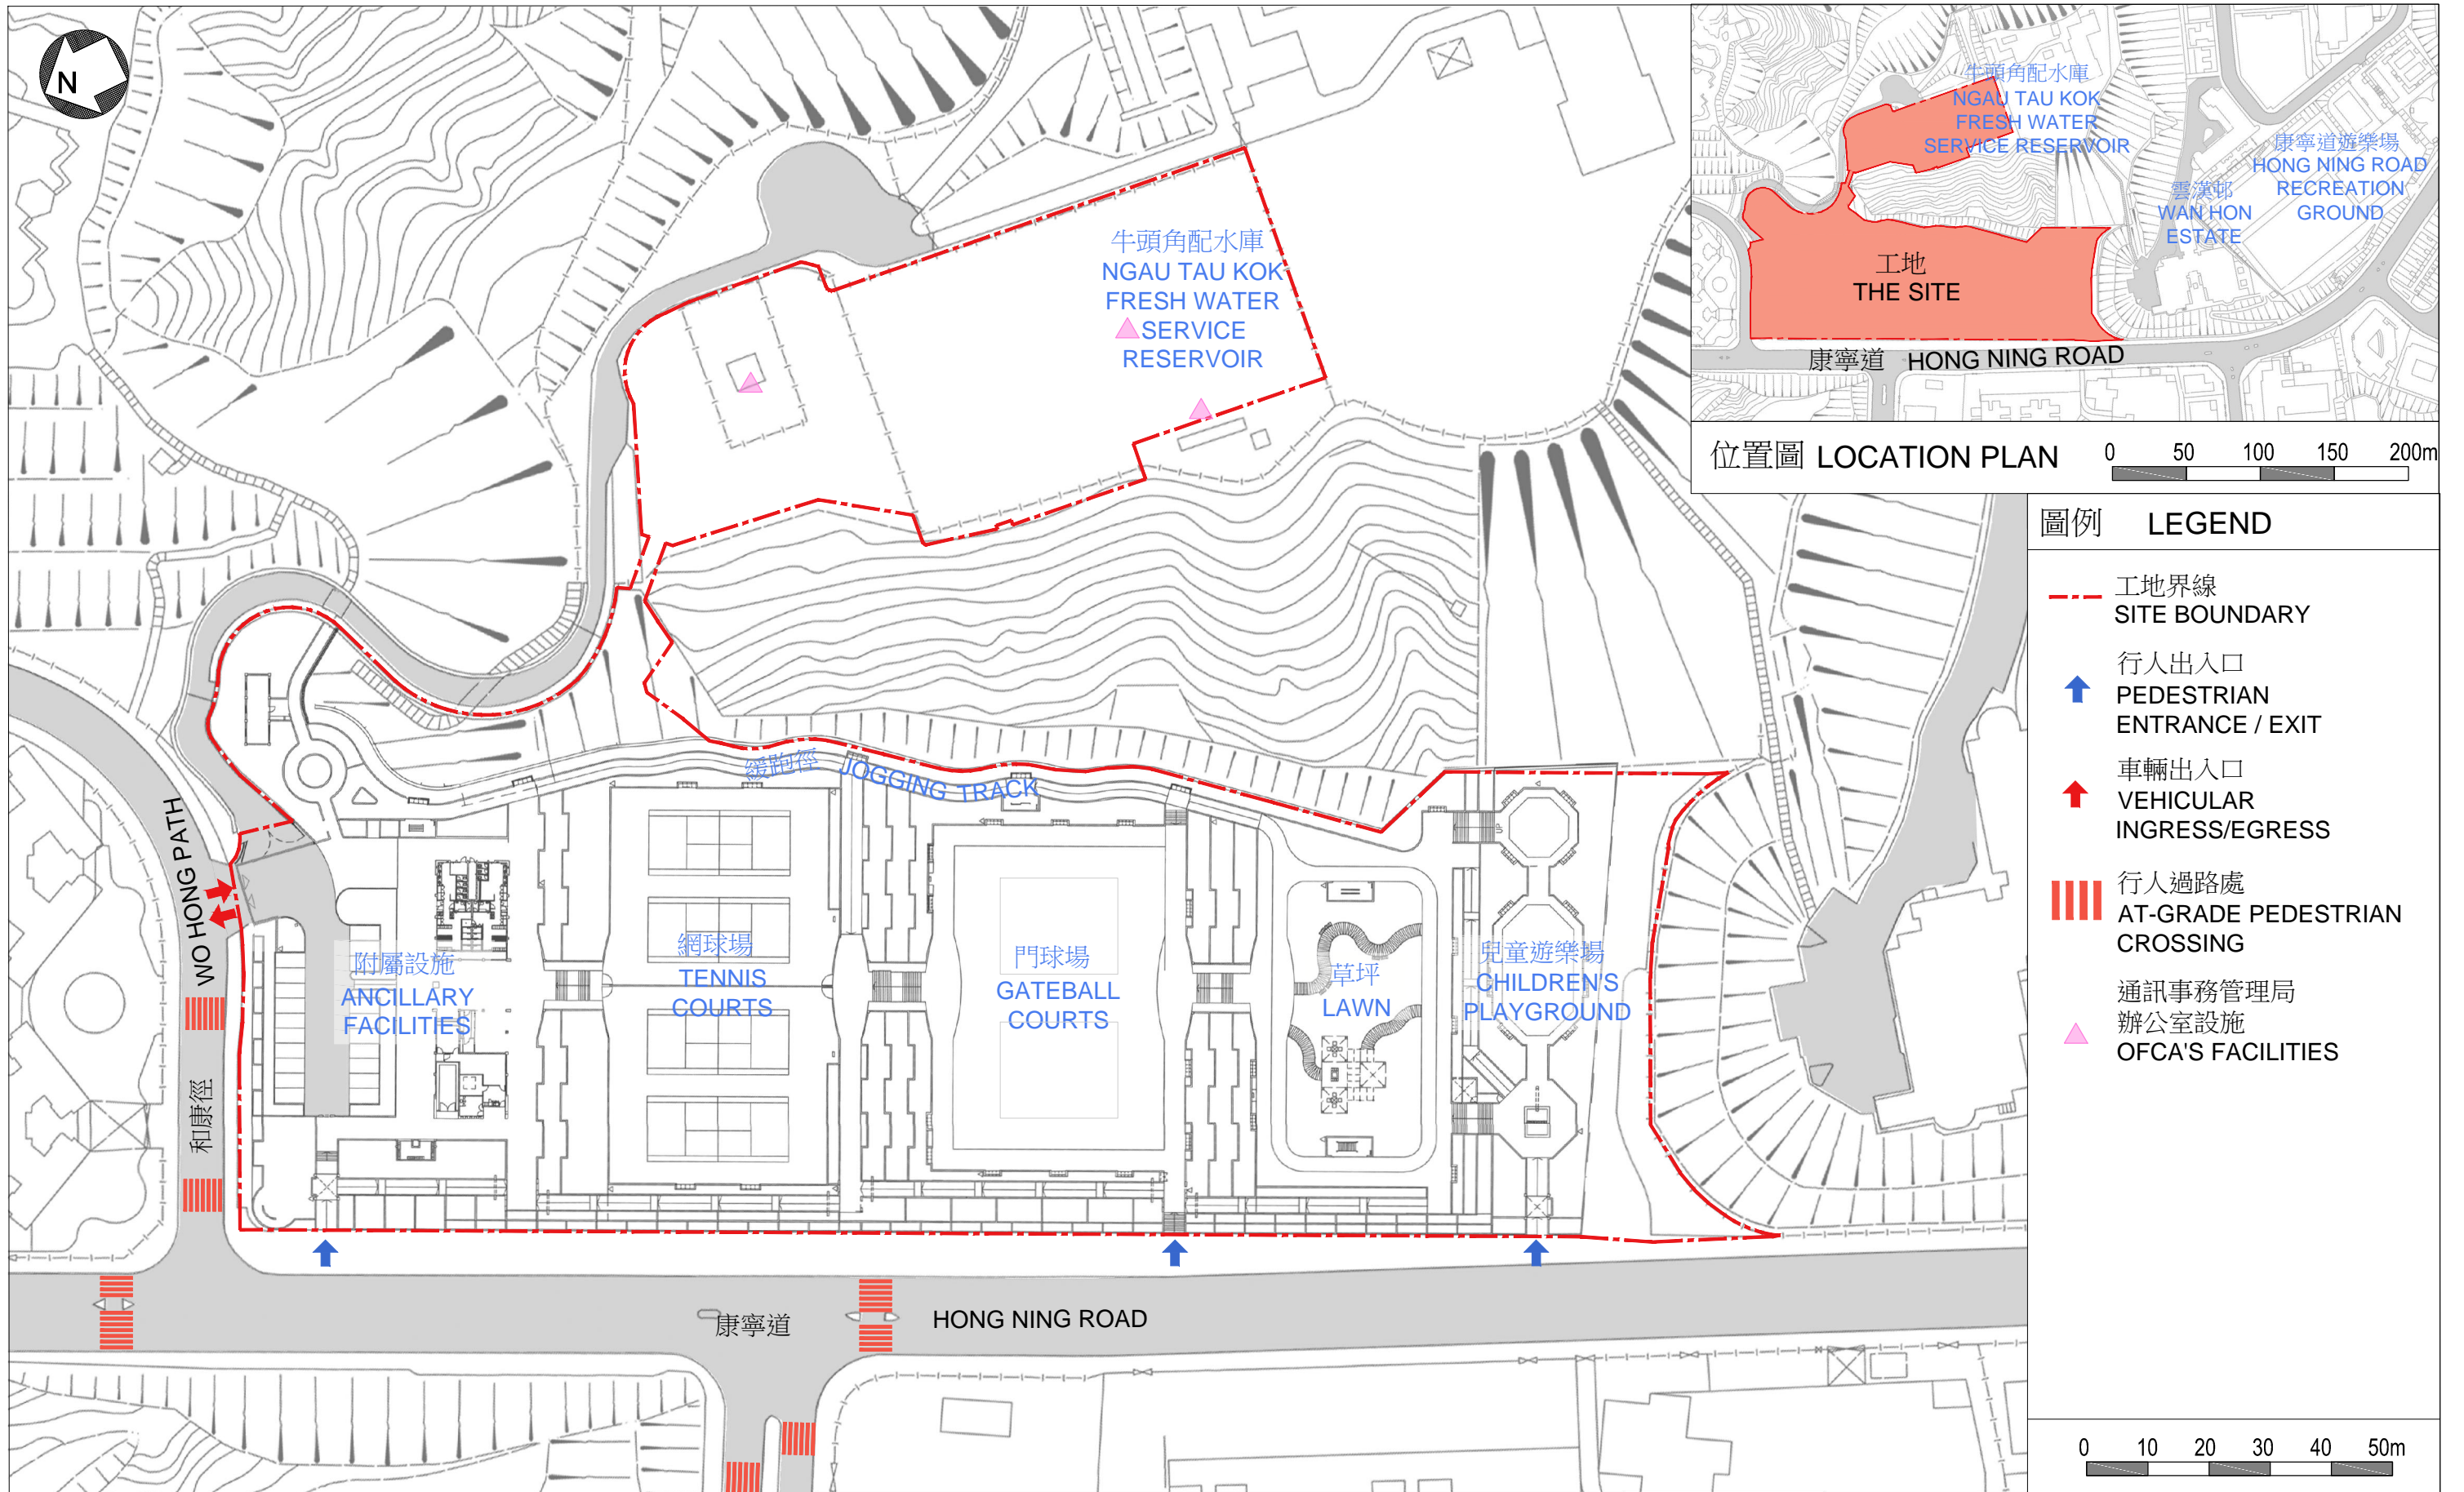 N
牛頭角配水庫
NGAU TAU KOK
FRESH WATER
SERVICE
RESERVOIR
緩跑徑 JOGGING TRACK
WO HONG PATH
和康徑
附屬設施
ANCILLARY
FACILITIES
網球場
TENNIS
COURTS
門球場
GATEBALL
COURTS
草坪
LAWN
兒童遊樂場
CHILDREN'S
PLAYGROUND
康寧道
HONG NING ROAD
牛頭角配水庫
NGAU TAU KOK
FRESH WATER
SERVICE RESERVOIR
康寧道遊樂場
HONG NING ROAD
RECREATION
GROUND
雲漢邨
WAN HON
ESTATE
工地
THE SITE
康寧道 HONG NING ROAD
位置圖 LOCATION PLAN
0 50 100 150 200m
圖例 LEGEND
工地界線
SITE BOUNDARY
行人出入口
PEDESTRIAN
ENTRANCE / EXIT
車輛出入口
VEHICULAR
INGRESS/EGRESS
行人過路處
AT-GRADE PEDESTRIAN
CROSSING
通訊事務管理局
辦公室設施
OFCA'S FACILITIES
0 10 20 30 40 50m